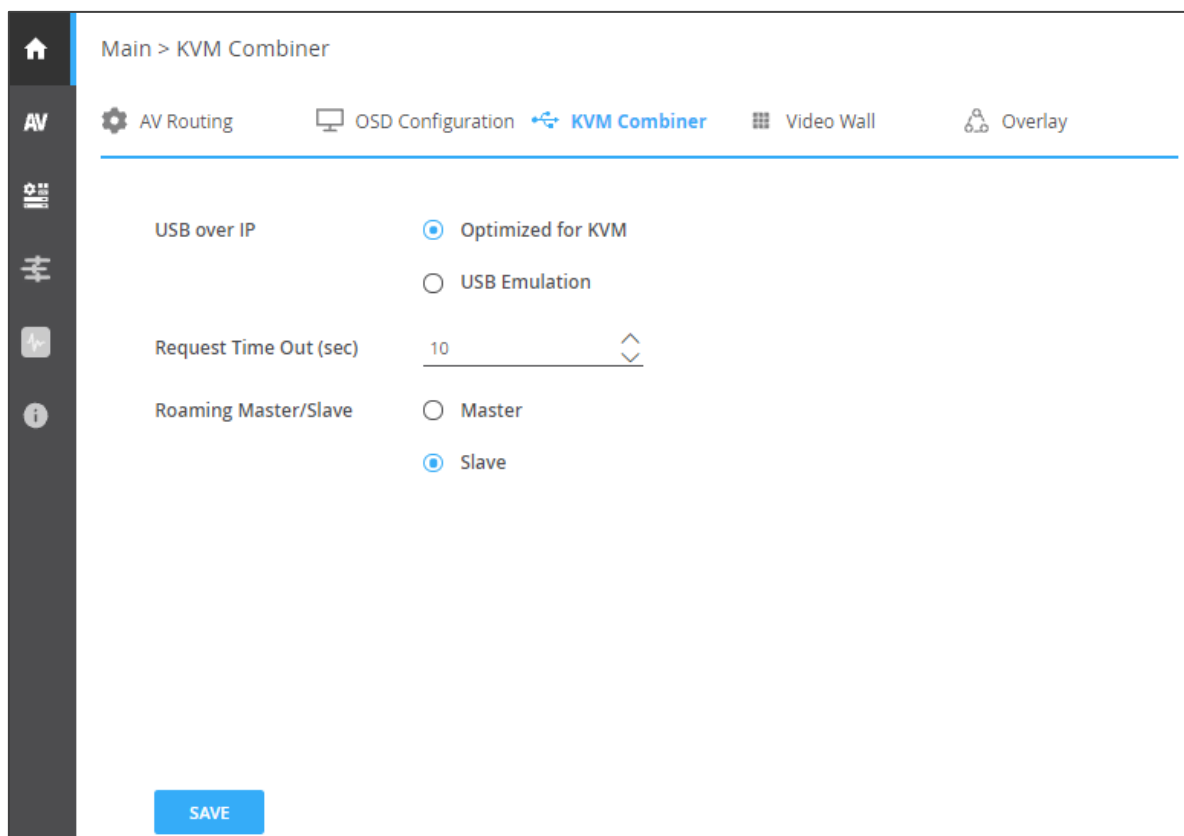 Main > KVM Combiner
AV
AV Routing
OSD Configuration
KVM Combiner
Video Wall
Overlay
USB over IP
Optimized for KVM
USB Emulation
Request Time Out (sec)
10
Roaming Master/Slave
Master
Slave
SAVE